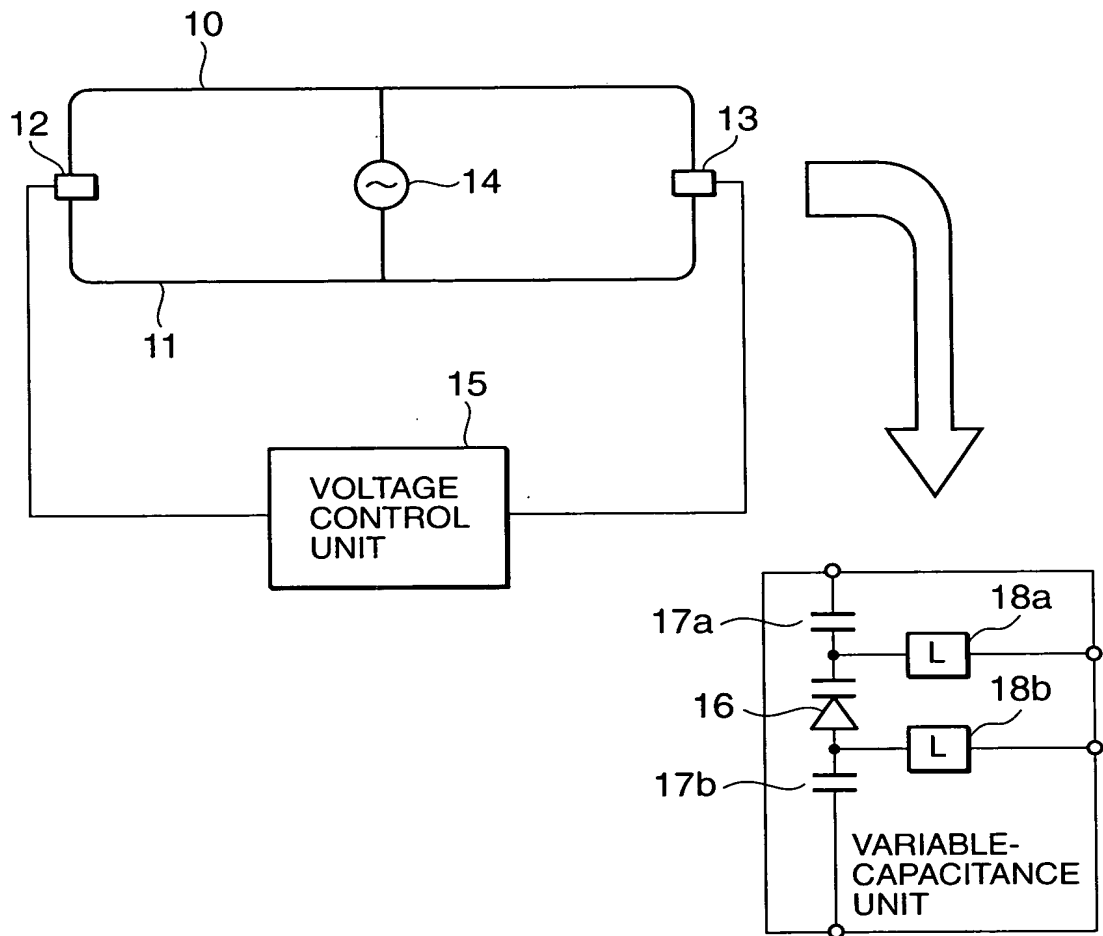 10
12
13
14
11
15
VOLTAGE
CONTROL
UNIT
17a
18a
L
16
18b
L
17b
VARIABLE-
CAPACITANCE
UNIT